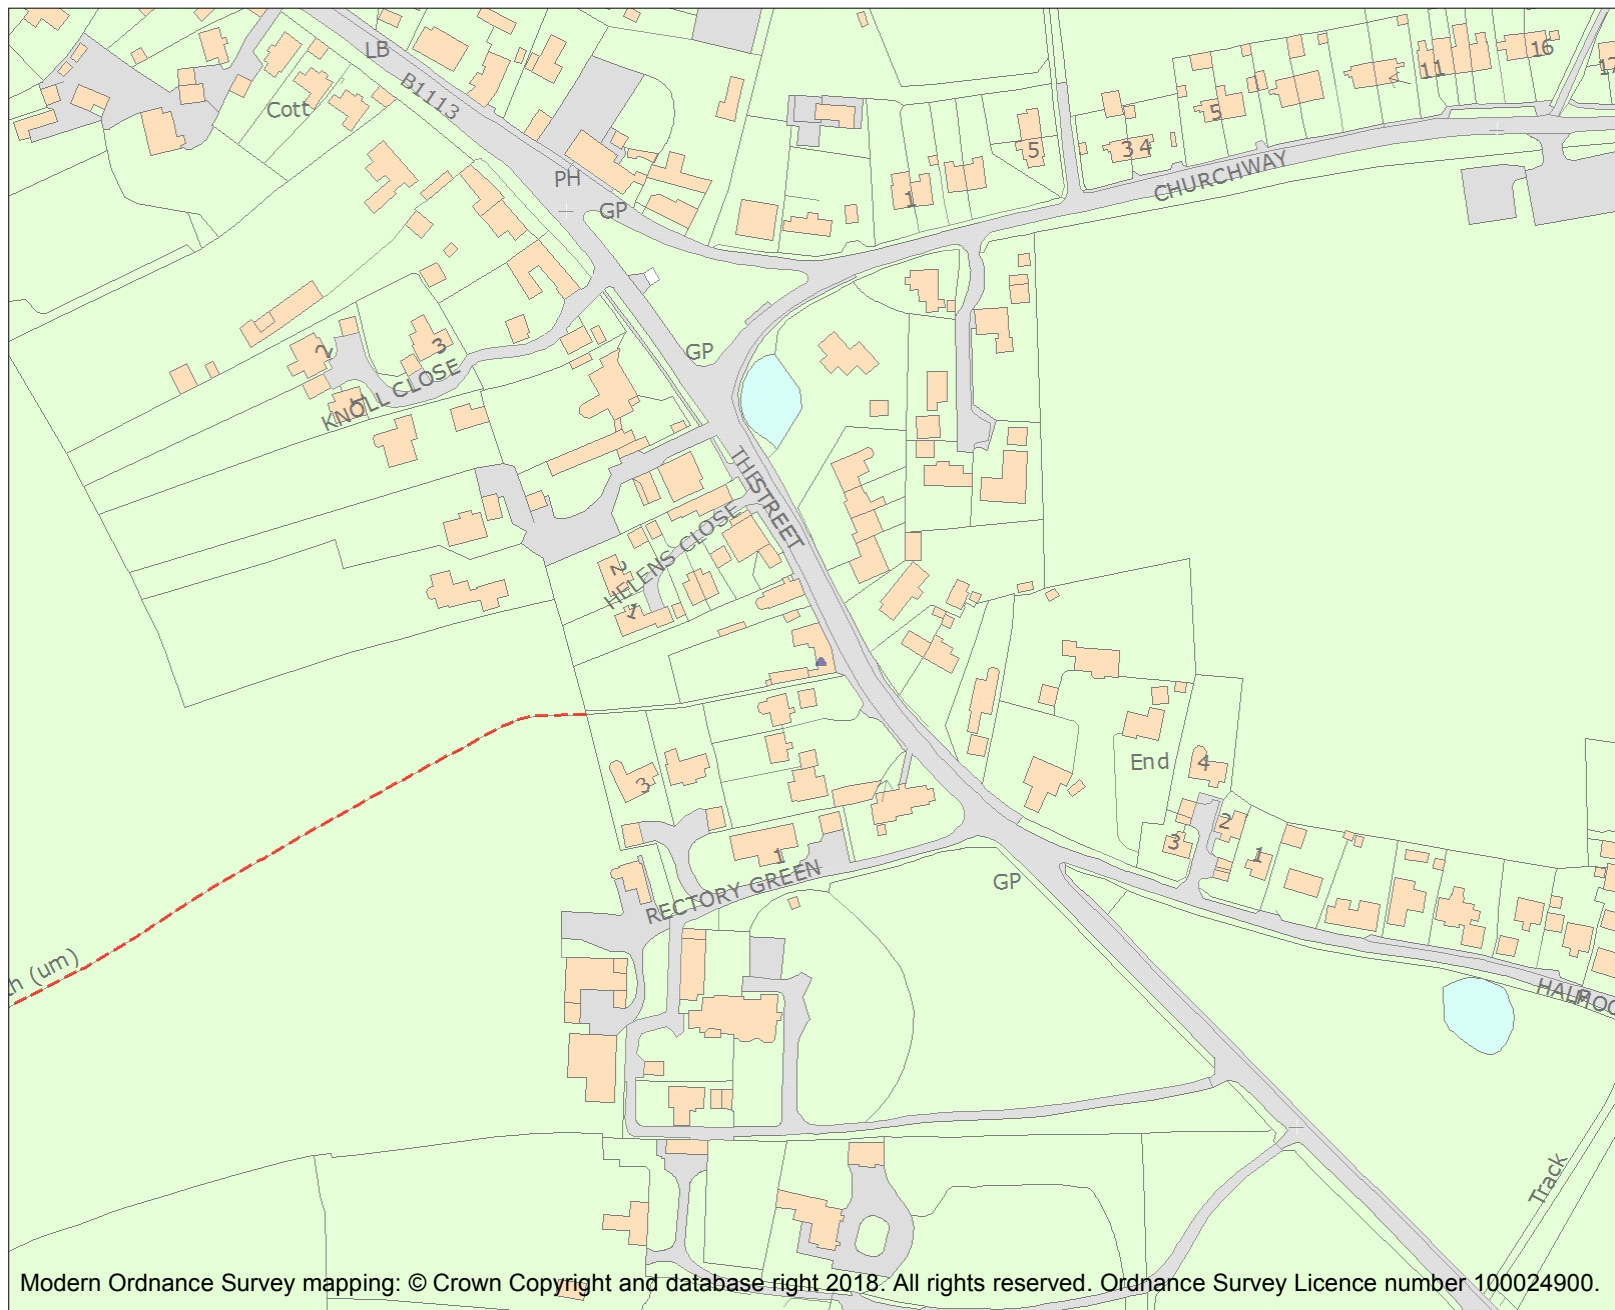 LB
B1113
16
17
11
Cott
5
3 4
5
PH
GP
1
CHURCHWAY
2
3
GP
KNOLL CLOSE
1
THE STREET
HELENS CLOSE
2
1
End
4
3
2
1
3
1
RECTORY GREEN
GP
th (um)
Track
Modern Ordnance Survey mapping: © Crown Copyright and database right 2018. All rights reserved. Ordnance Survey Licence number 100024900.